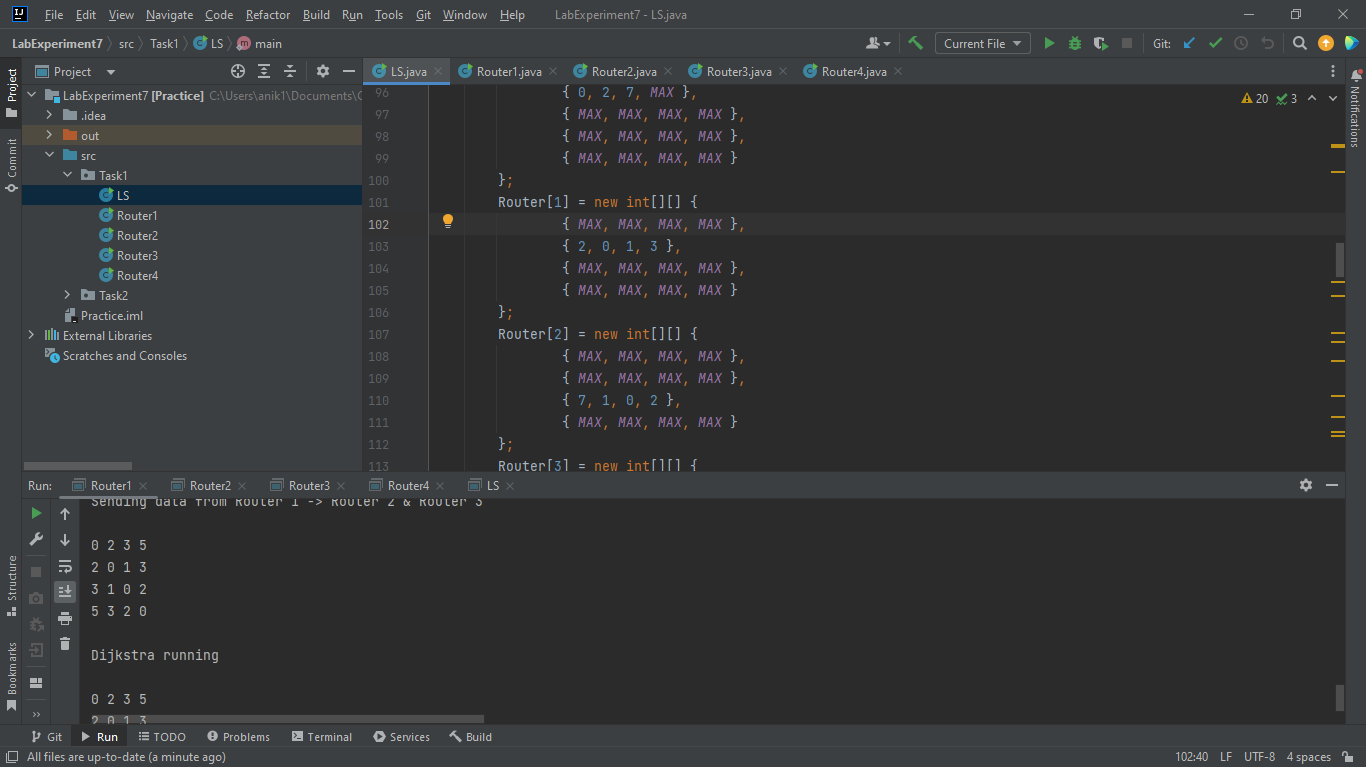 File Edit View Navigate Code Refactor Build Run Tools Git Window Help LabExperiment7 - LS.java
LabExperiment7 src Task1 LS main Current File Git:
Project LS.java Router1.java Router2.java Router3.java Router4.java
Project
Commit
Structure
Bookmarks
Notifications
LabExperiment7 [Practice] C:\Users\anik1\Documents\
.idea
out
src
Task1
LS
Router1
Router2
Router3
Router4
Task2
Practice.iml
External Libraries
Scratches and Consoles
20 3
96 { 0, 2, 7, MAX },
97 { MAX, MAX, MAX, MAX },
98 { MAX, MAX, MAX, MAX },
99 { MAX, MAX, MAX, MAX }
100 };
101 Router[1] = new int[][] {
102 { MAX, MAX, MAX, MAX },
103 { 2, 0, 1, 3 },
104 { MAX, MAX, MAX, MAX },
105 { MAX, MAX, MAX, MAX }
106 };
107 Router[2] = new int[][] {
108 { MAX, MAX, MAX, MAX },
109 { MAX, MAX, MAX, MAX },
110 { 7, 1, 0, 2 },
111 { MAX, MAX, MAX, MAX }
112 };
113 Router[3] = new int[][] {
Run: Router1 Router2 Router3 Router4 LS
Sending data from Router 1 -> Router 2 & Router 3
0 2 3 5
2 0 1 3
3 1 0 2
5 3 2 0
Dijkstra running
0 2 3 5
2 0 1 3
Git Run TODO Problems Terminal Services Build
All files are up-to-date (a minute ago) 102:40 LF UTF-8 4 spaces